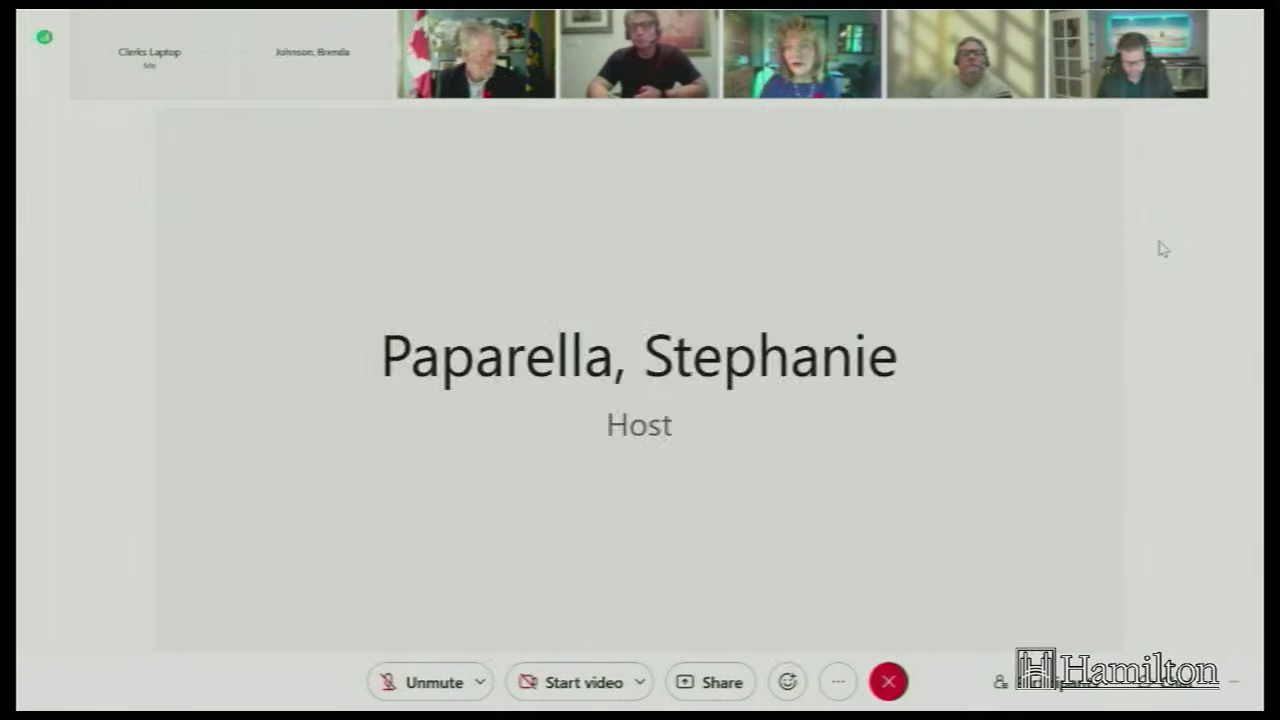 Clerks Laptop
Me
Johnson, Brenda
Paparella, Stephanie
Host
Unmute
Start video
Share
Hamilton